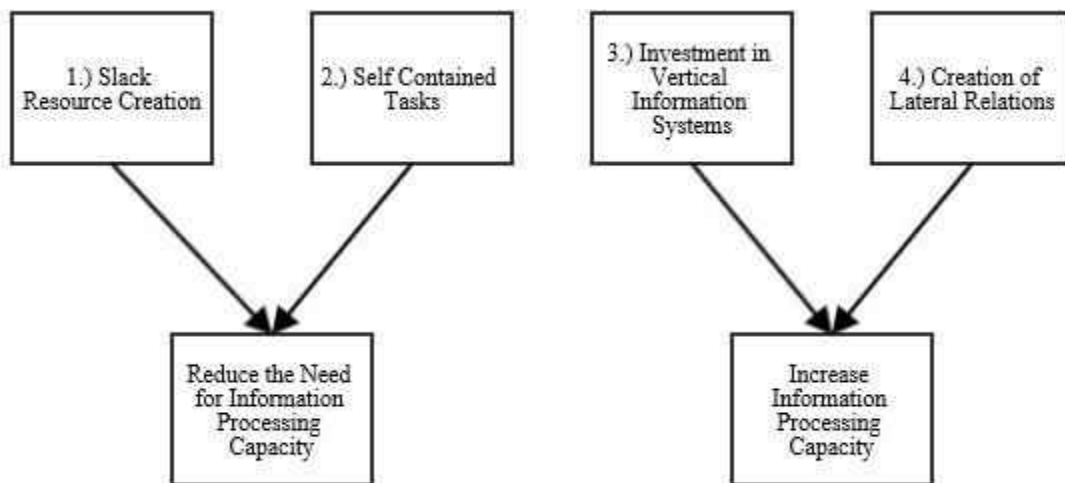 1.) Slack
Resource Creation
2.) Self Contained
Tasks
3.) Investment in
Vertical
Information
Systems
4.) Creation of
Lateral Relations
Reduce the Need
for Information
Processing
Capacity
Increase
Information
Processing
Capacity